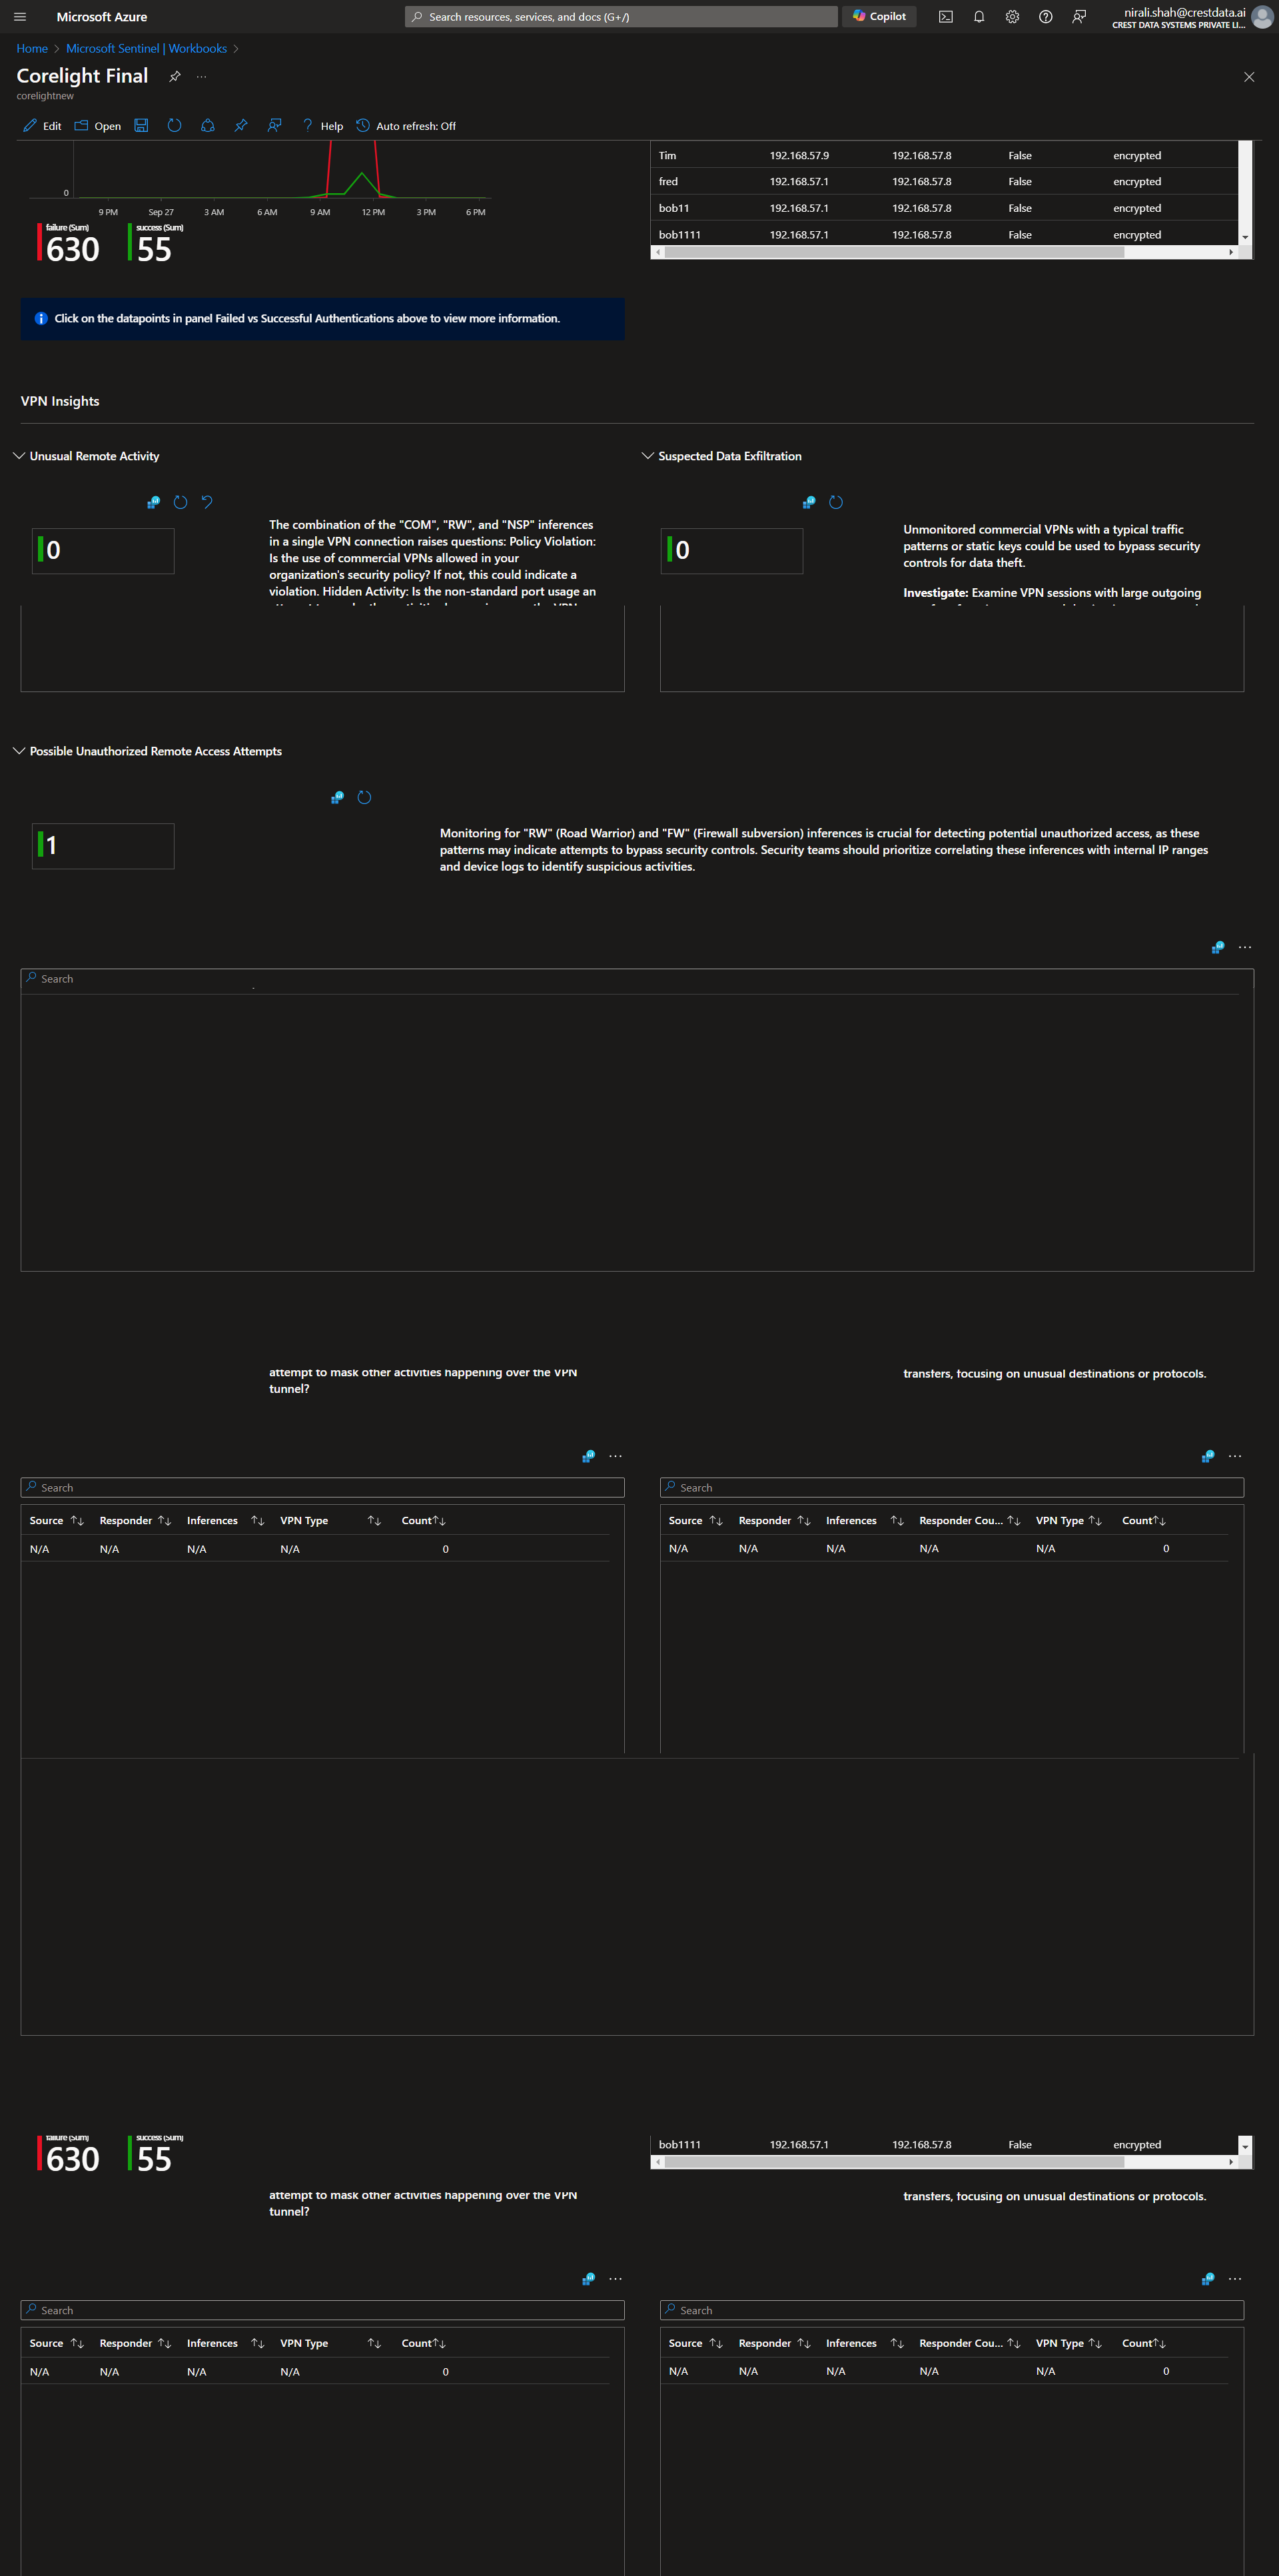 Microsoft Azure
Search resources, services, and docs (G+/)
Copilot
nirali.shah@crestdata.ai
CREST DATA SYSTEMS PRIVATE LI...
Home > Microsoft Sentinel | Workbooks >
Corelight Final
corelightnew
Edit Open Help Auto refresh: Off
Tim 192.168.57.9 192.168.57.8 False encrypted
fred 192.168.57.1 192.168.57.8 False encrypted
bob11 192.168.57.1 192.168.57.8 False encrypted
bob1111 192.168.57.1 192.168.57.8 False encrypted
0
9 PM Sep 27 3 AM 6 AM 9 AM 12 PM 3 PM 6 PM
failure (Sum) success (Sum)
630 55
Click on the datapoints in panel Failed vs Successful Authentications above to view more information.
VPN Insights
Unusual Remote Activity
0
The combination of the "COM", "RW", and "NSP" inferences
in a single VPN connection raises questions: Policy Violation:
Is the use of commercial VPNs allowed in your
organization's security policy? If not, this could indicate a
violation. Hidden Activity: Is the non-standard port usage an
Suspected Data Exfiltration
0
Unmonitored commercial VPNs with a typical traffic
patterns or static keys could be used to bypass security
controls for data theft.
Investigate: Examine VPN sessions with large outgoing
Possible Unauthorized Remote Access Attempts
1
Monitoring for "RW" (Road Warrior) and "FW" (Firewall subversion) inferences is crucial for detecting potential unauthorized access, as these
patterns may indicate attempts to bypass security controls. Security teams should prioritize correlating these inferences with internal IP ranges
and device logs to identify suspicious activities.
Search
attempt to mask other activities happening over the VPN
tunnel?
transfers, focusing on unusual destinations or protocols.
Search
Source Responder Inferences VPN Type Count
N/A N/A N/A N/A 0
Search
Source Responder Inferences Responder Cou... VPN Type Count
N/A N/A N/A N/A N/A 0
failure (Sum) success (Sum)
630 55
bob1111 192.168.57.1 192.168.57.8 False encrypted
attempt to mask other activities happening over the VPN
tunnel?
transfers, focusing on unusual destinations or protocols.
Search
Source Responder Inferences VPN Type Count
N/A N/A N/A N/A 0
Search
Source Responder Inferences Responder Cou... VPN Type Count
N/A N/A N/A N/A N/A 0